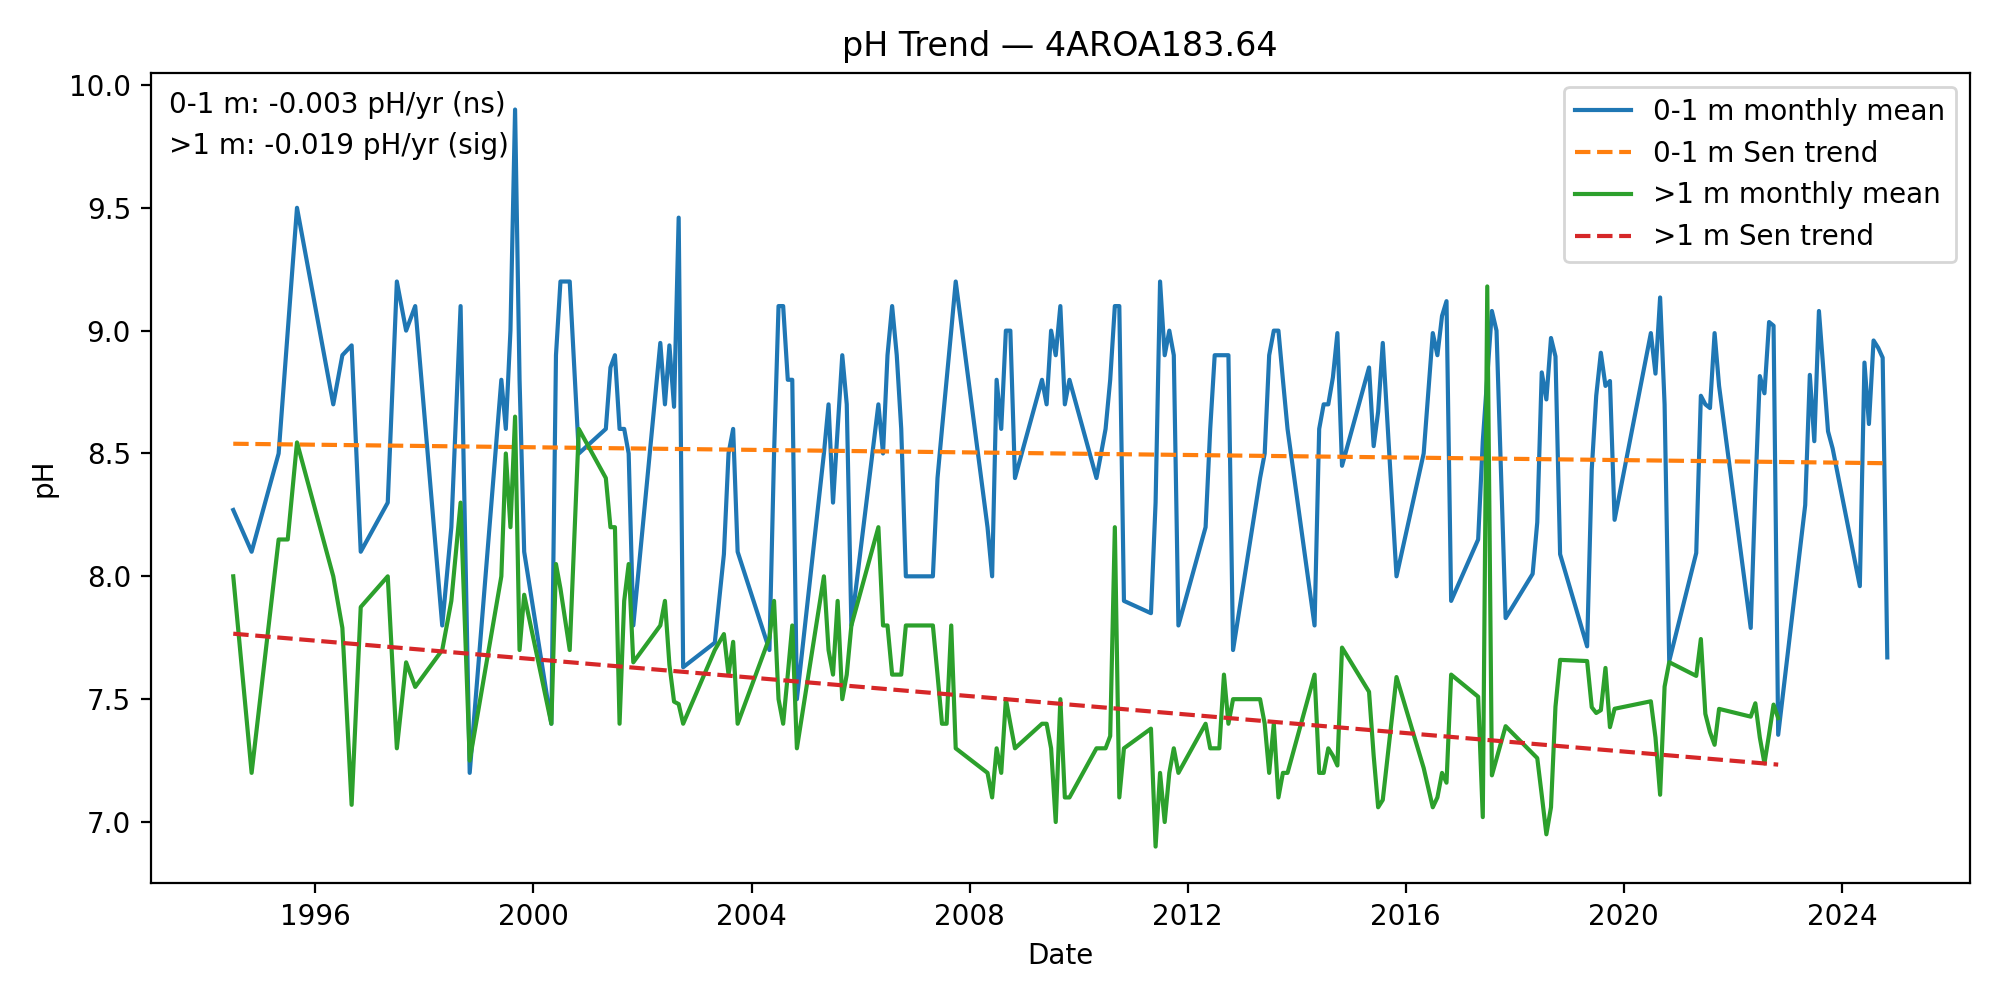 pH Trend — 4AROA183.64
0-1 m: -0.003 pH/yr (ns)
>1 m: -0.019 pH/yr (sig)
0-1 m monthly mean
0-1 m Sen trend
>1 m monthly mean
>1 m Sen trend
pH
10.0
9.5
9.0
8.5
8.0
7.5
7.0
1996 2000 2004 2008 2012 2016 2020 2024
Date